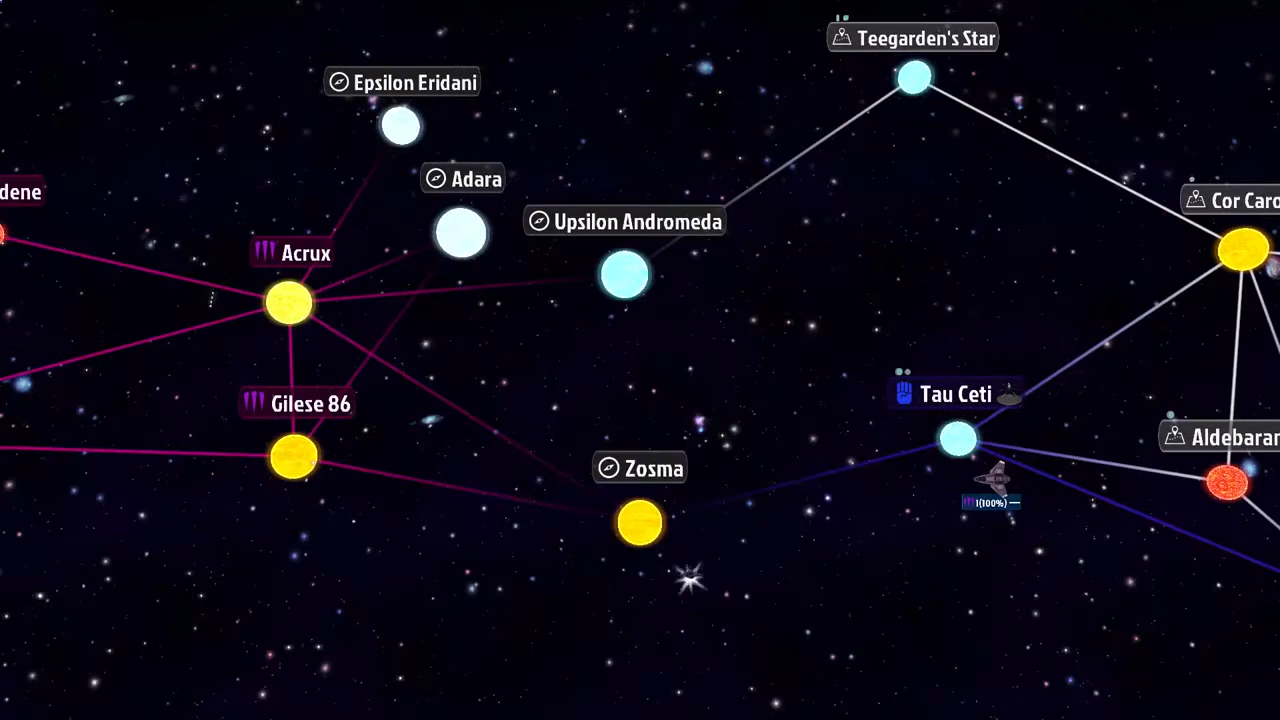 Teegarden's Star
Epsilon Eridani
Adara
dene
Cor Caro
Upsilon Andromeda
Acrux
Tau Ceti
Gilese 86
Aldebaran
Zosma
1(100%)